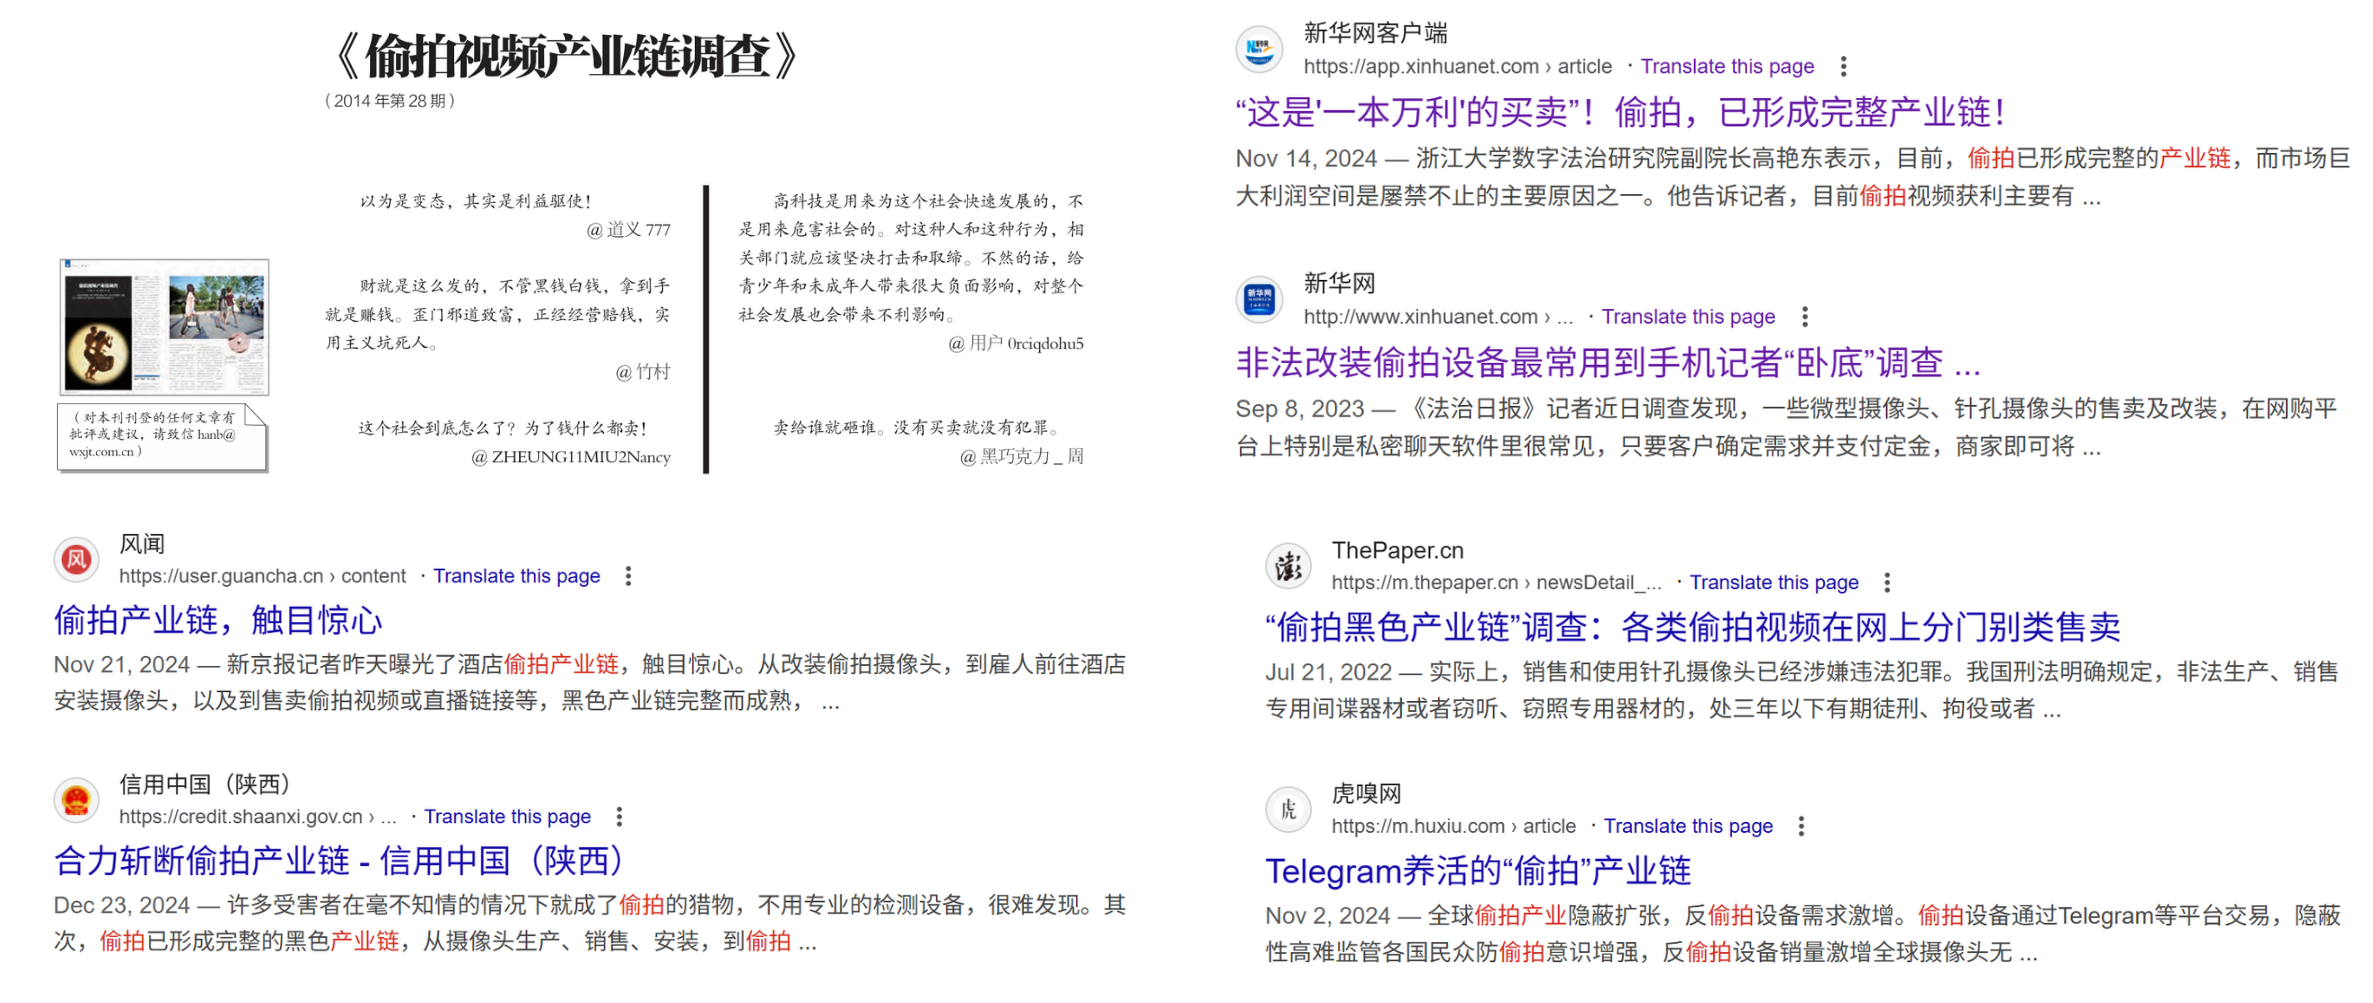 《偷拍视频产业链调查》
（2014 年第 28 期）
以为是变态，其实是利益驱使！
@ 道义 777
财就是这么发的，不管黑钱白钱，拿到手
就是赚钱。歪门邪道致富，正经经营赔钱，实
用主义坑死人。
@ 竹村
这个社会到底怎么了？为了钱什么都卖！
@ ZHEUNG11MIU2Nancy
高科技是用来为这个社会快速发展的，不
是用来危害社会的。对这种人和这种行为，相
关部门就应该坚决打击和取缔。不然的话，给
青少年和未成年人带来很大负面影响，对整个
社会发展也会带来不利影响。
@ 用户 0rciqdohu5
卖给谁就砸谁。没有买卖就没有犯罪。
@ 黑巧克力 _ 周
（对本刊刊登的任何文章有
批评或建议，请致信 hanb@
wxjt.com.cn）
风闻
https://user.guancha.cn › content · Translate this page
偷拍产业链，触目惊心
Nov 21, 2024 — 新京报记者昨天曝光了酒店偷拍产业链，触目惊心。从改装偷拍摄像头，到雇人前往酒店
安装摄像头，以及到售卖偷拍视频或直播链接等，黑色产业链完整而成熟， ...
信用中国（陕西）
https://credit.shaanxi.gov.cn › ... · Translate this page
合力斩断偷拍产业链 - 信用中国（陕西）
Dec 23, 2024 — 许多受害者在毫不知情的情况下就成了偷拍的猎物，不用专业的检测设备，很难发现。其
次，偷拍已形成完整的黑色产业链，从摄像头生产、销售、安装，到偷拍 ...
新华网客户端
https://app.xinhuanet.com › article · Translate this page
“这是'一本万利'的买卖”！偷拍，已形成完整产业链！
Nov 14, 2024 — 浙江大学数字法治研究院副院长高艳东表示，目前，偷拍已形成完整的产业链，而市场巨
大利润空间是屡禁不止的主要原因之一。他告诉记者，目前偷拍视频获利主要有 ...
新华网
http://www.xinhuanet.com › ... · Translate this page
非法改装偷拍设备最常用到手机记者“卧底”调查 ...
Sep 8, 2023 — 《法治日报》记者近日调查发现，一些微型摄像头、针孔摄像头的售卖及改装，在网购平
台上特别是私密聊天软件里很常见，只要客户确定需求并支付定金，商家即可将 ...
ThePaper.cn
https://m.thepaper.cn › newsDetail_... · Translate this page
“偷拍黑色产业链”调查：各类偷拍视频在网上分门别类售卖
Jul 21, 2022 — 实际上，销售和使用针孔摄像头已经涉嫌违法犯罪。我国刑法明确规定，非法生产、销售
专用间谍器材或者窃听、窃照专用器材的，处三年以下有期徒刑、拘役或者 ...
虎嗅网
https://m.huxiu.com › article · Translate this page
Telegram养活的“偷拍”产业链
Nov 2, 2024 — 全球偷拍产业隐蔽扩张，反偷拍设备需求激增。偷拍设备通过Telegram等平台交易，隐蔽
性高难监管各国民众防偷拍意识增强，反偷拍设备销量激增全球摄像头无 ...